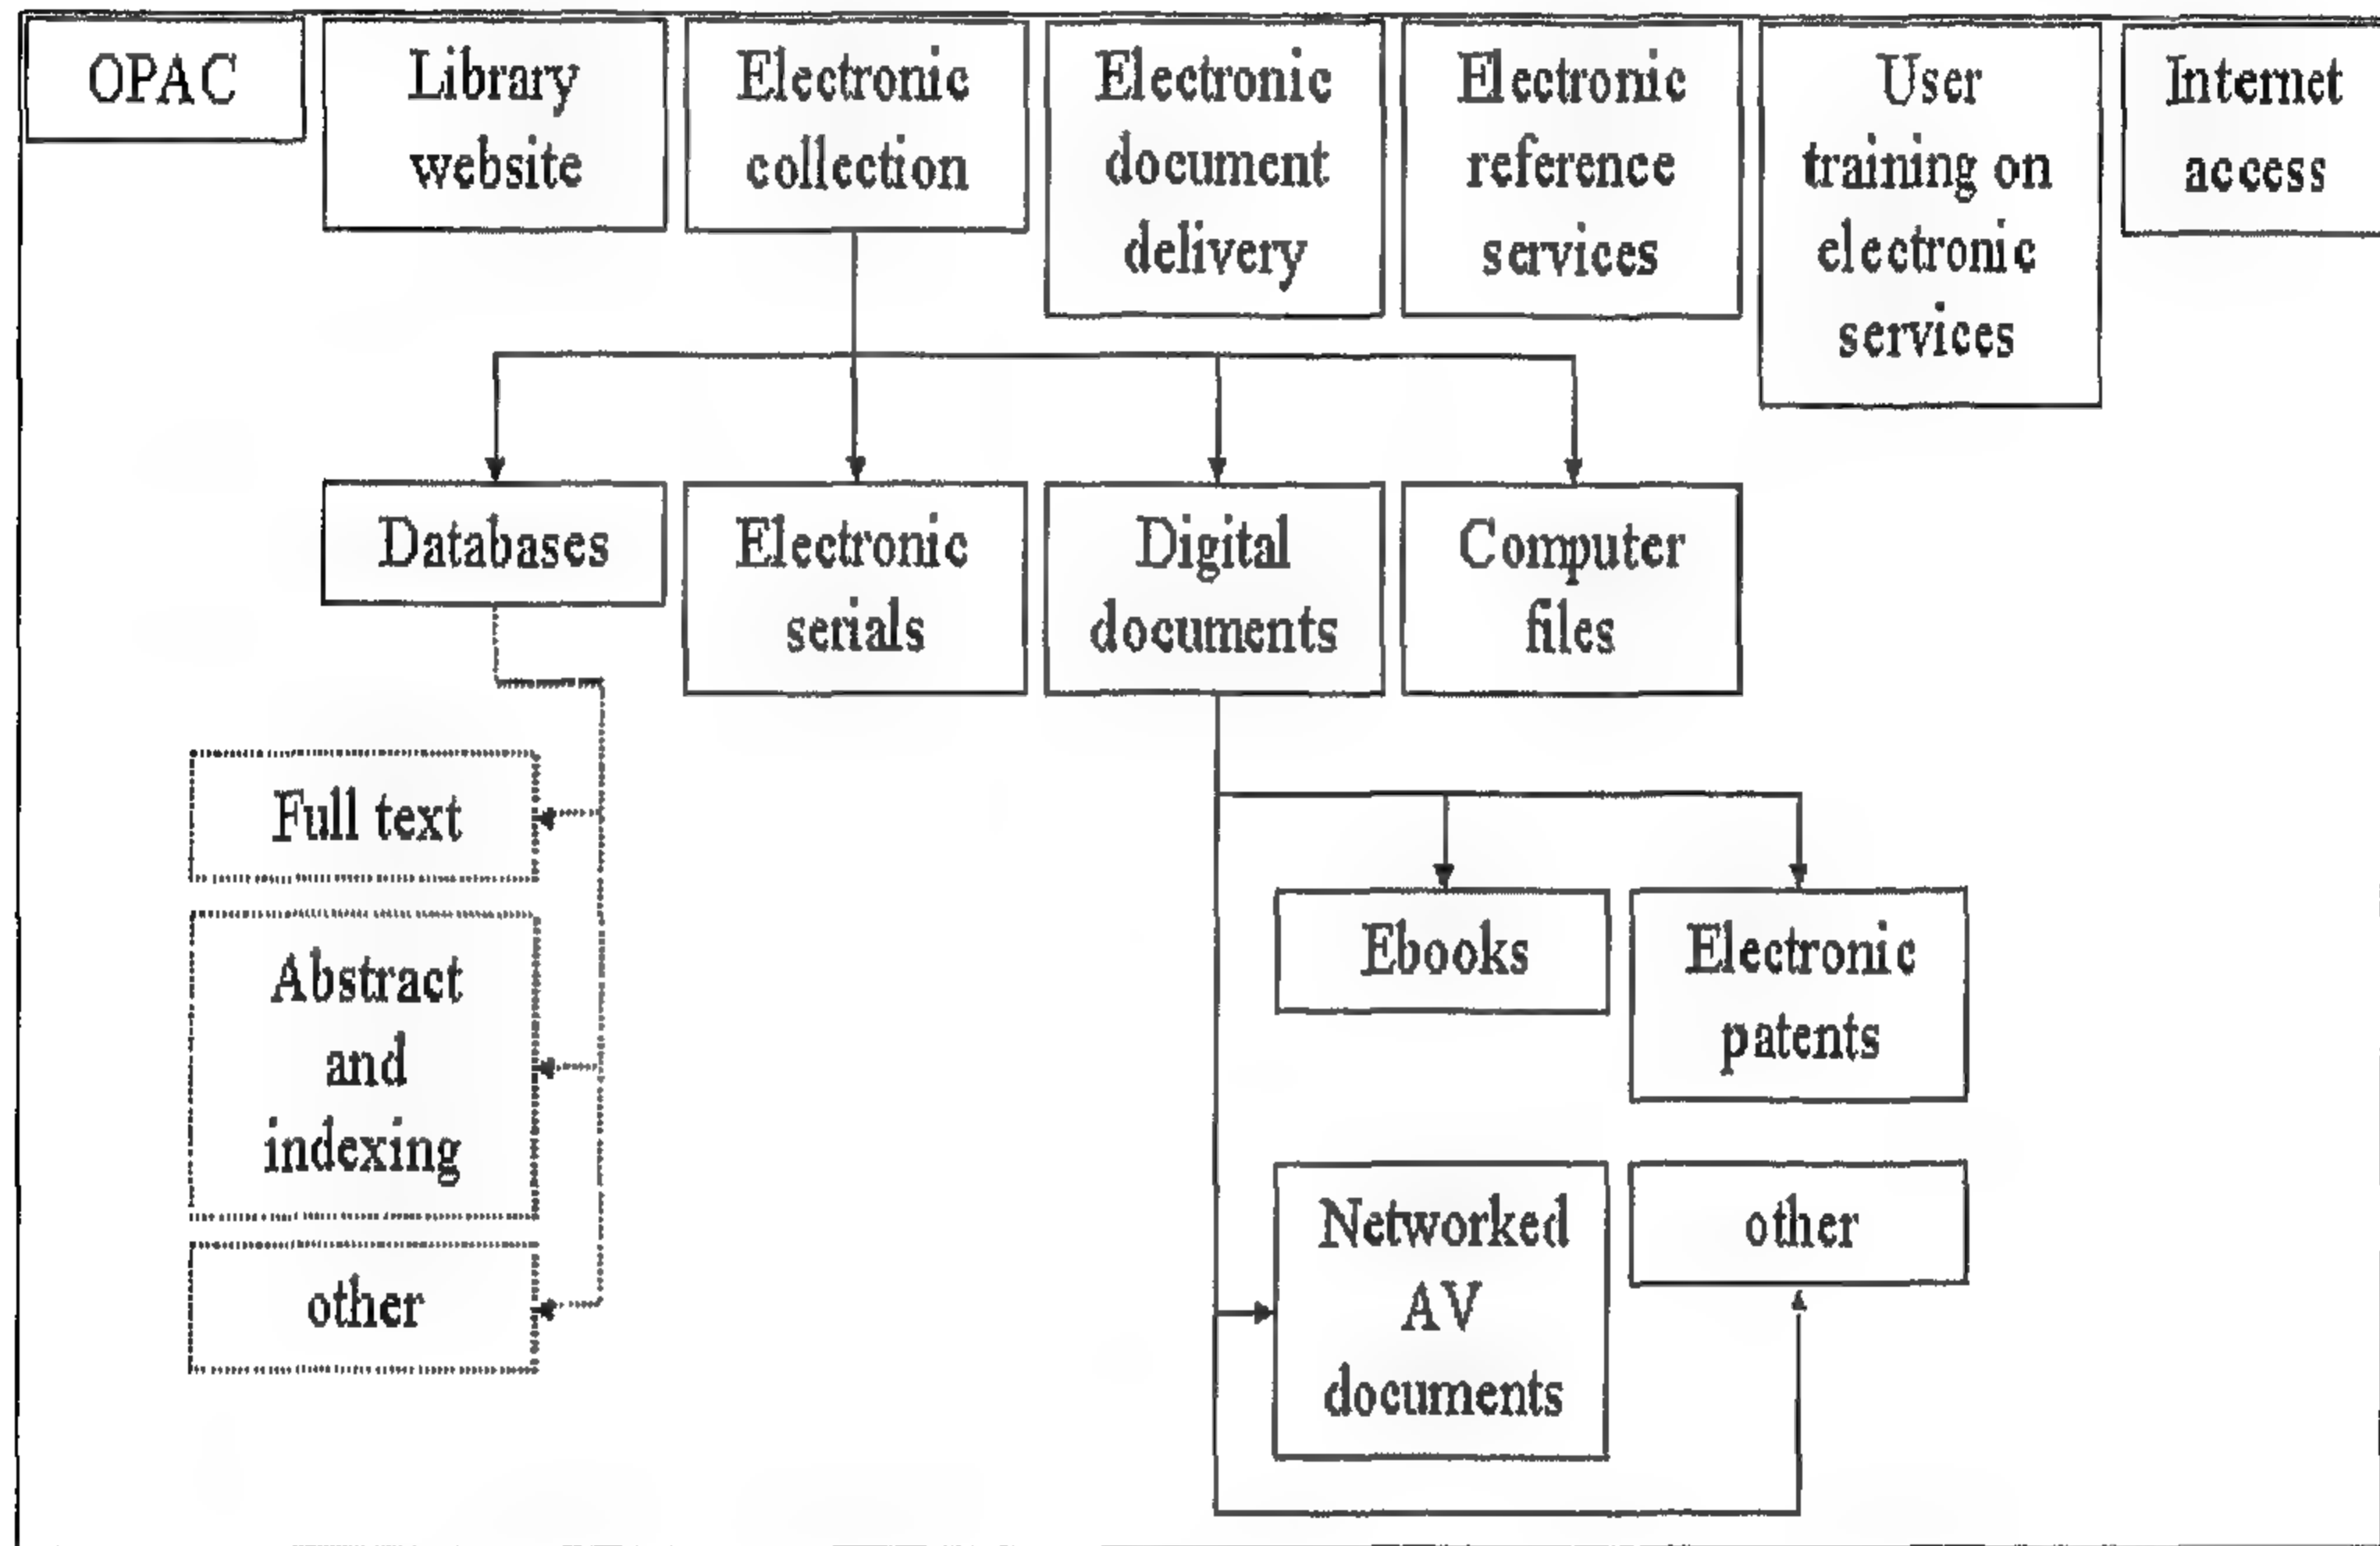 OPAC
Library
website
Electronic
collection
Electronic
document
delivery
Electronic
reference
services
User
training on
electronic
services
Internet
access
Databases
Electronic
serials
Digital
documents
Computer
files
Full text
Abstract
and
indexing
other
Ebooks
Electronic
patents
Networked
AV
documents
other